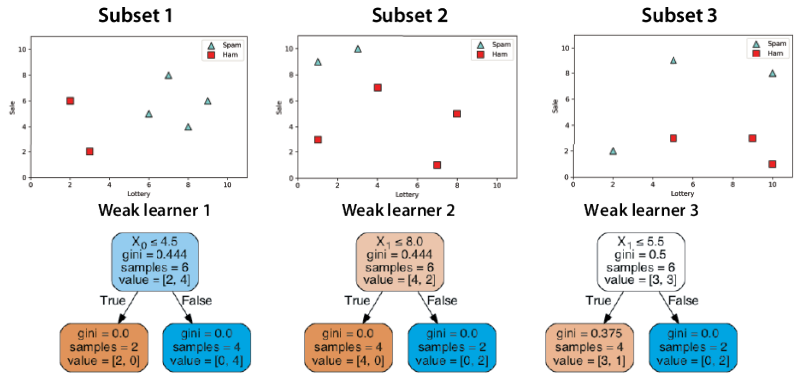 Subset 1
Subset 2
Subset 3
Spam
Ham
Sale
10
8
6
4
2
0
0 2 4 6 8 10
Lottery
Spam
Ham
Sale
10
8
6
4
2
0
0 2 4 6 8 10
Lottery
Spam
Ham
Sale
10
8
6
4
2
0
0 2 4 6 8 10
Lottery
Weak learner 1
Weak learner 2
Weak learner 3
X₀ ≤ 4.5
gini = 0.444
samples = 6
value = [2, 4]
True
False
gini = 0.0
samples = 2
value = [2, 0]
gini = 0.0
samples = 4
value = [0, 4]
X₁ ≤ 8.0
gini = 0.444
samples = 6
value = [4, 2]
True
False
gini = 0.0
samples = 4
value = [4, 0]
gini = 0.0
samples = 2
value = [0, 2]
X₁ ≤ 5.5
gini = 0.5
samples = 6
value = [3, 3]
True
False
gini = 0.375
samples = 4
value = [3, 1]
gini = 0.0
samples = 2
value = [0, 2]